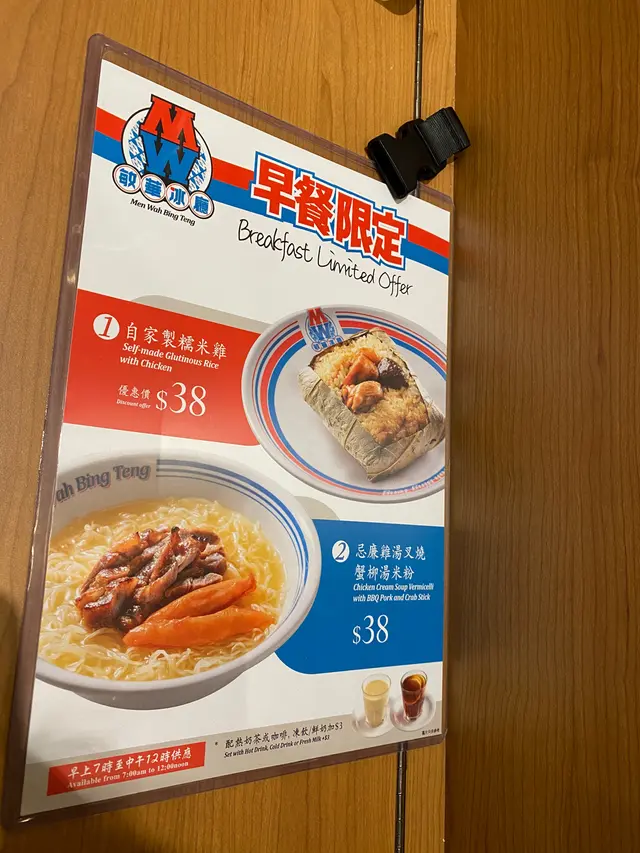 MW
敏華冰廳
Men Wah Bing Teng
早餐限定
Breakfast Limited Offer
1 自家製糯米雞
Self-made Glutinous Rice
with Chicken
優惠價 $38
Discount offer
ah Bing Teng
2 忌廉雞湯叉燒
蟹柳湯米粉
Chicken Cream Soup Vermicelli
with BBQ Pork and Crab Stick
$38
* 配熱奶茶或咖啡, 凍飲/鮮奶加$3
Set with Hot Drink, Cold Drink or Fresh Milk +$3
早上7時至中午12時供應
Available from 7:00am to 12:00noon